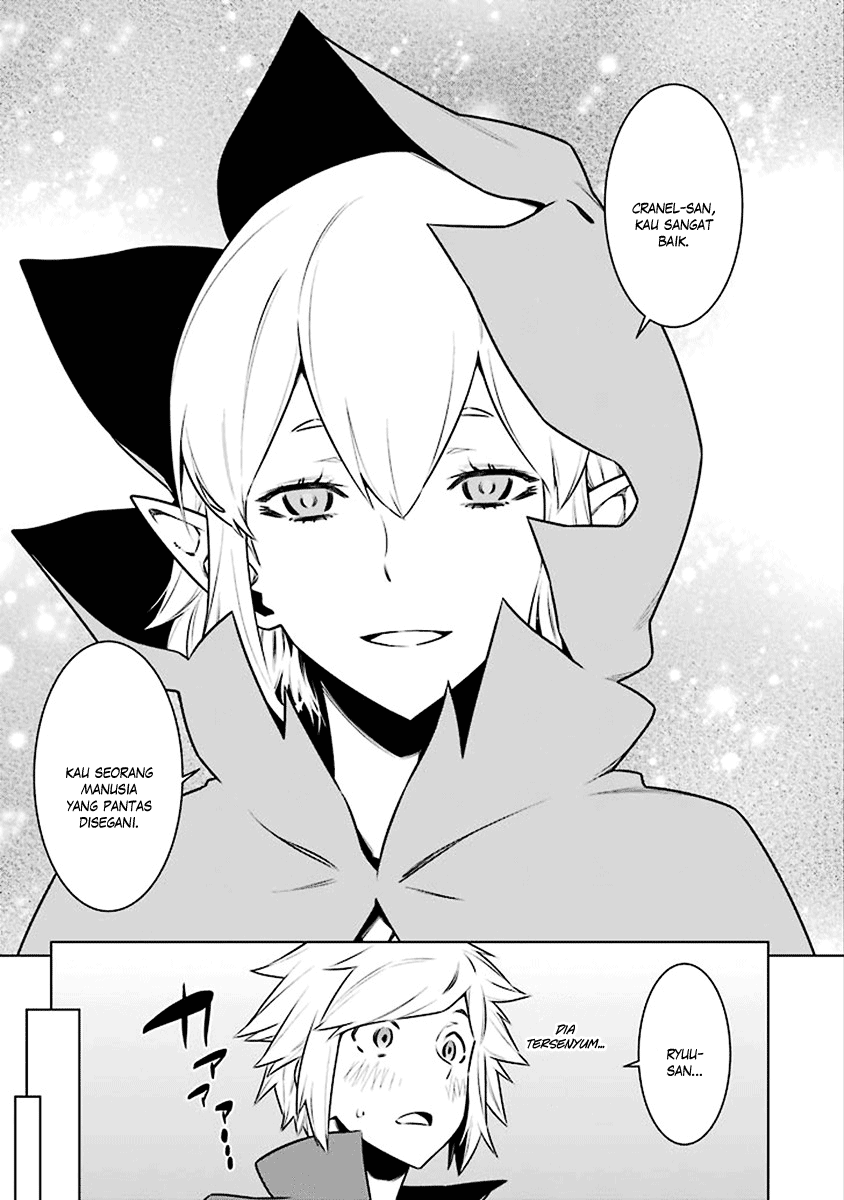 CRANEL-SAN,
KAU SANGAT
BAIK.
KAU SEORANG
MANUSIA
YANG PANTAS
DISEGANI.
RYUU-
SAN...
DIA
TERSENYUM...
カアアァァ…